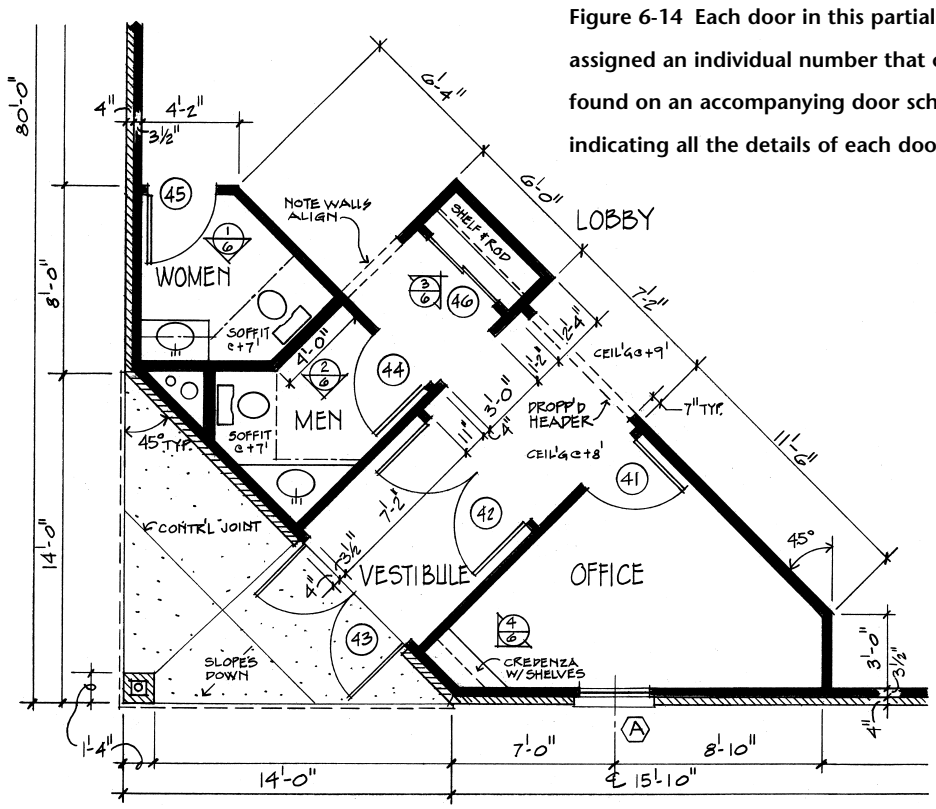 Figure 6-14 Each door in this partial
assigned an individual number that
found on an accompanying door
indicating all the details of each
80'-0"
4"
4'-2"
3½"
6'-4"
45
NOTE WALLS
ALIGN
6'-0"
LOBBY
SHELF & ROD
1
6
WOMEN
8'-0"
3
6
46
7'-2"
SOFFIT
@+7'
4'-0"
2'-4"
1'-2"
CEIL'G@+9'
2
6
44
MEN
3'-0"
DROPP'D
HEADER
7" TYP.
45° TYP.
SOFFIT
@+7'
11"
4"
CEIL'G@+8'
11'-6"
41
7'-2"
42
CONTR'L JOINT
45°
14'-0"
3½"
4"
VESTIBULE
OFFICE
43
4
6
SLOPES
DOWN
CREDENZA
W/SHELVES
3'-0"
3½"
4"
1'-4"
A
7'-0"
8'-10"
14'-0"
℄ 15'-10"